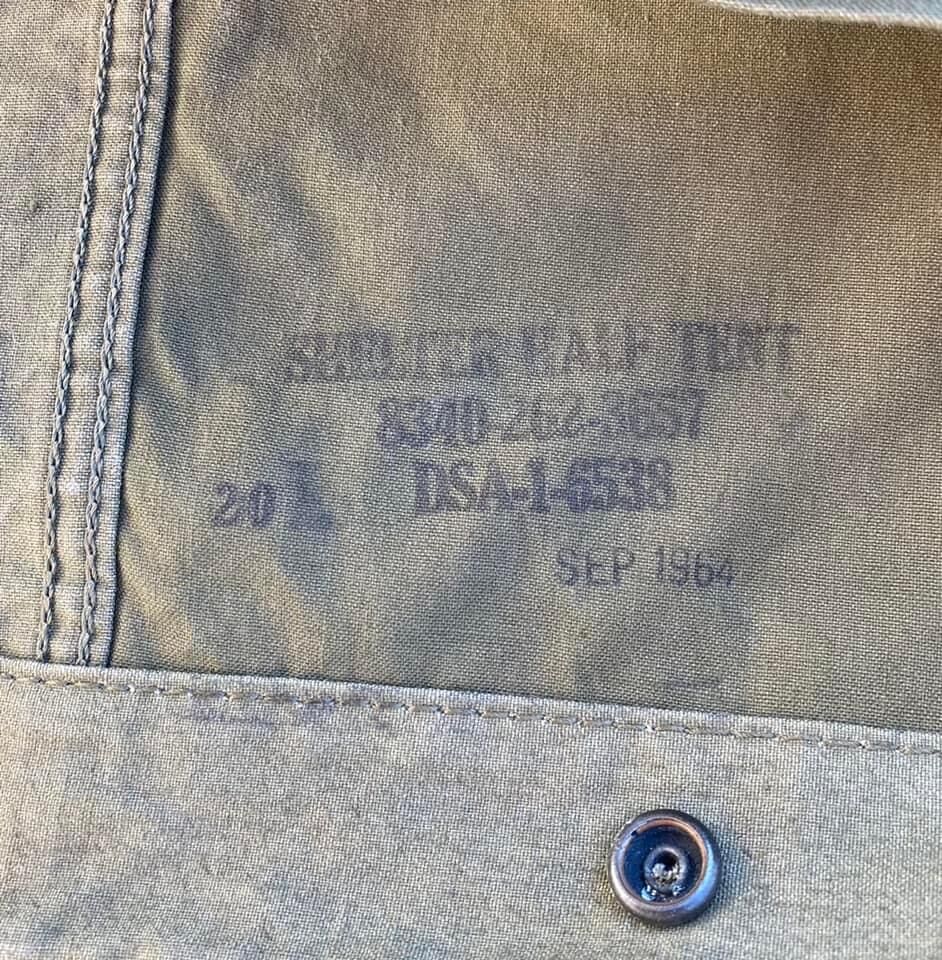 SHELTER HALF TENT
8340-262-3657
20 L DSA-1-6538
SEP 1964